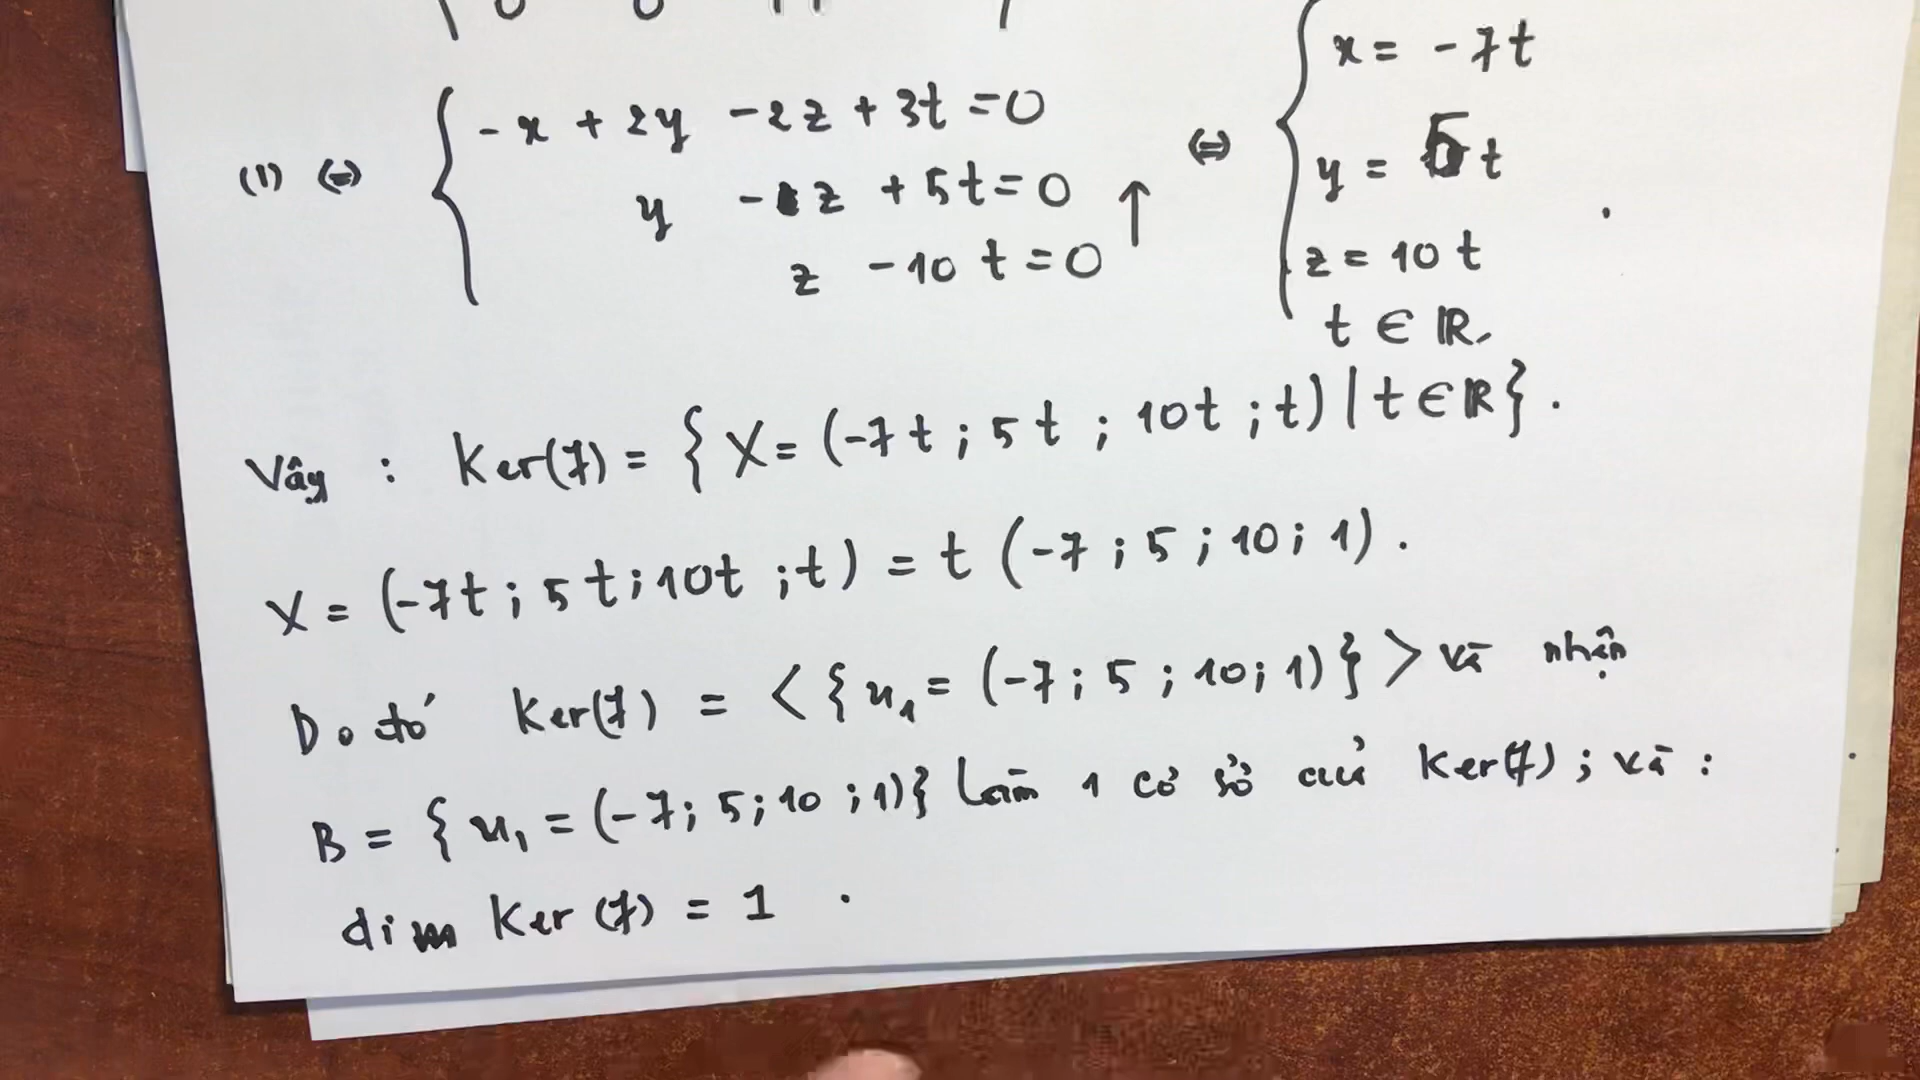 (1) (=) { -x + 2y - 2z + 3t = 0
y - z + 5t = 0 ↑
z - 10t = 0
(=) { x = -7t
y = 5t
z = 10t .
t ∈ ℝ.
Vây : Ker(f) = { X = (-7t ; 5t ; 10t ; t) | t ∈ ℝ } .
X = (-7t ; 5t ; 10t ; t) = t (-7 ; 5 ; 10 ; 1) .
Do đó Ker(f) = < { u₁ = (-7 ; 5 ; 10 ; 1) } > và nhận
B = { u₁ = (-7 ; 5 ; 10 ; 1) } làm 1 cơ sở của Ker(f) ; và :
dim Ker (f) = 1 .